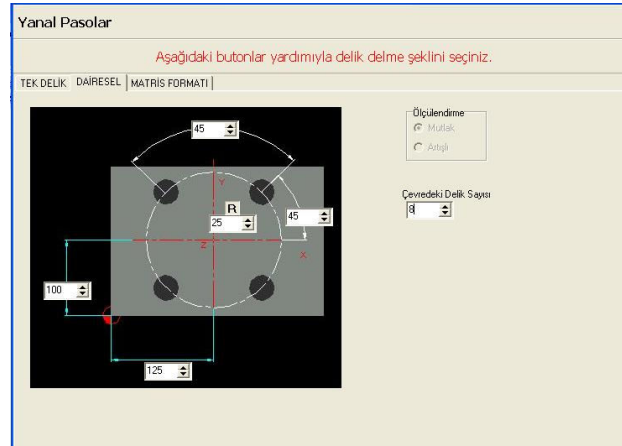 Yanal Pasolar
Aşağıdaki butonlar yardımıyla delik delme şeklini seçiniz.
TEK DELİK DAİRESEL MATRİS FORMATI
45
Ölçülendirme
Mutlak
Artışlı
Y
R
25
45
Z
X
Çevredeki Delik Sayısı
8
100
125